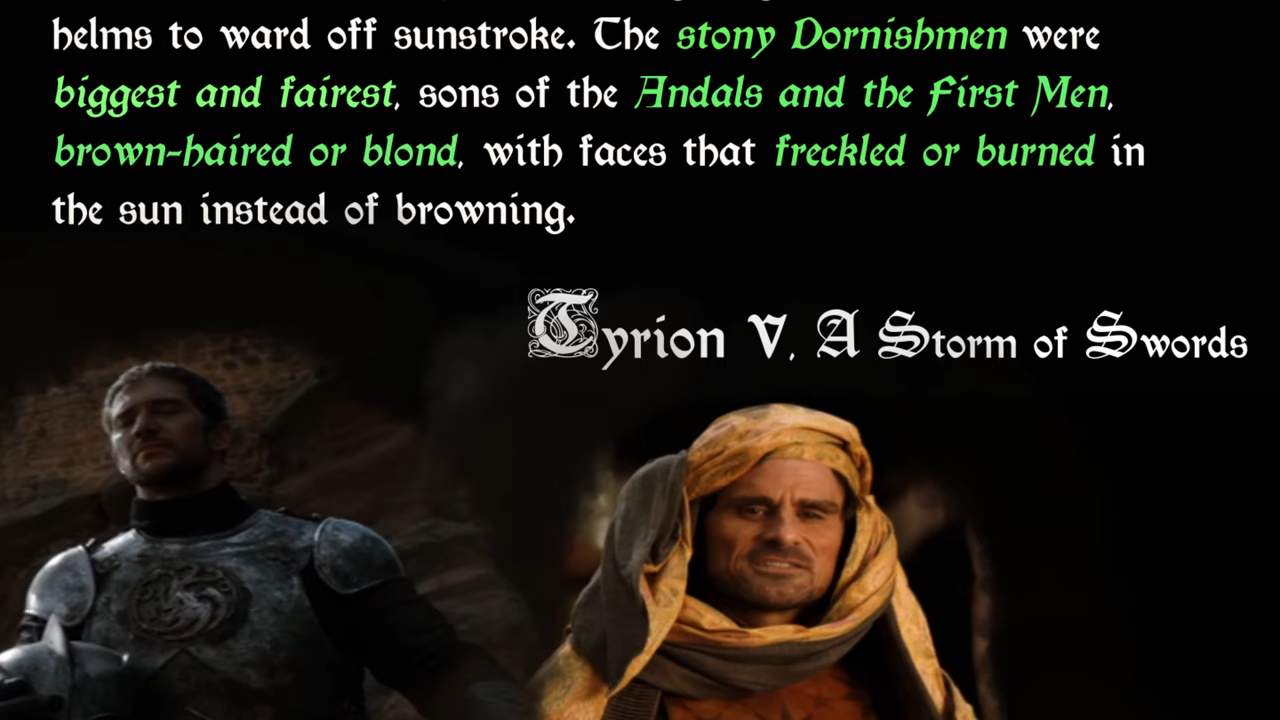 helms to ward off sunstroke. The stony Dornishmen were
biggest and fairest, sons of the Andals and the First Men,
brown-haired or blond, with faces that freckled or burned in
the sun instead of browning.
Tyrion V, A Storm of Swords